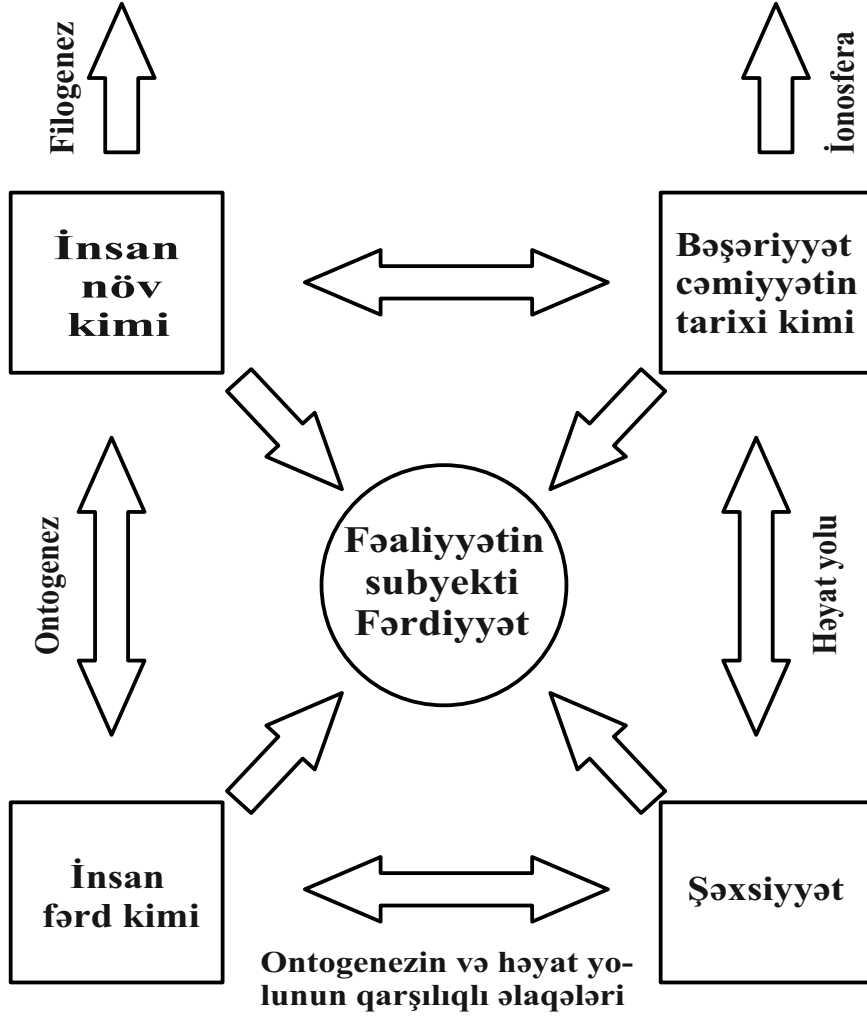 Filogenez
İonosfera
İnsan
növ
kimi
Bəşəriyyət
cəmiyyətin
tarixi kimi
Ontogenez
Fəaliyyətin
subyekti
Fərdiyyət
Həyat yolu
İnsan
fərd kimi
Şəxsiyyət
Ontogenezin və həyat yo-
lunun qarşılıqlı əlaqələri